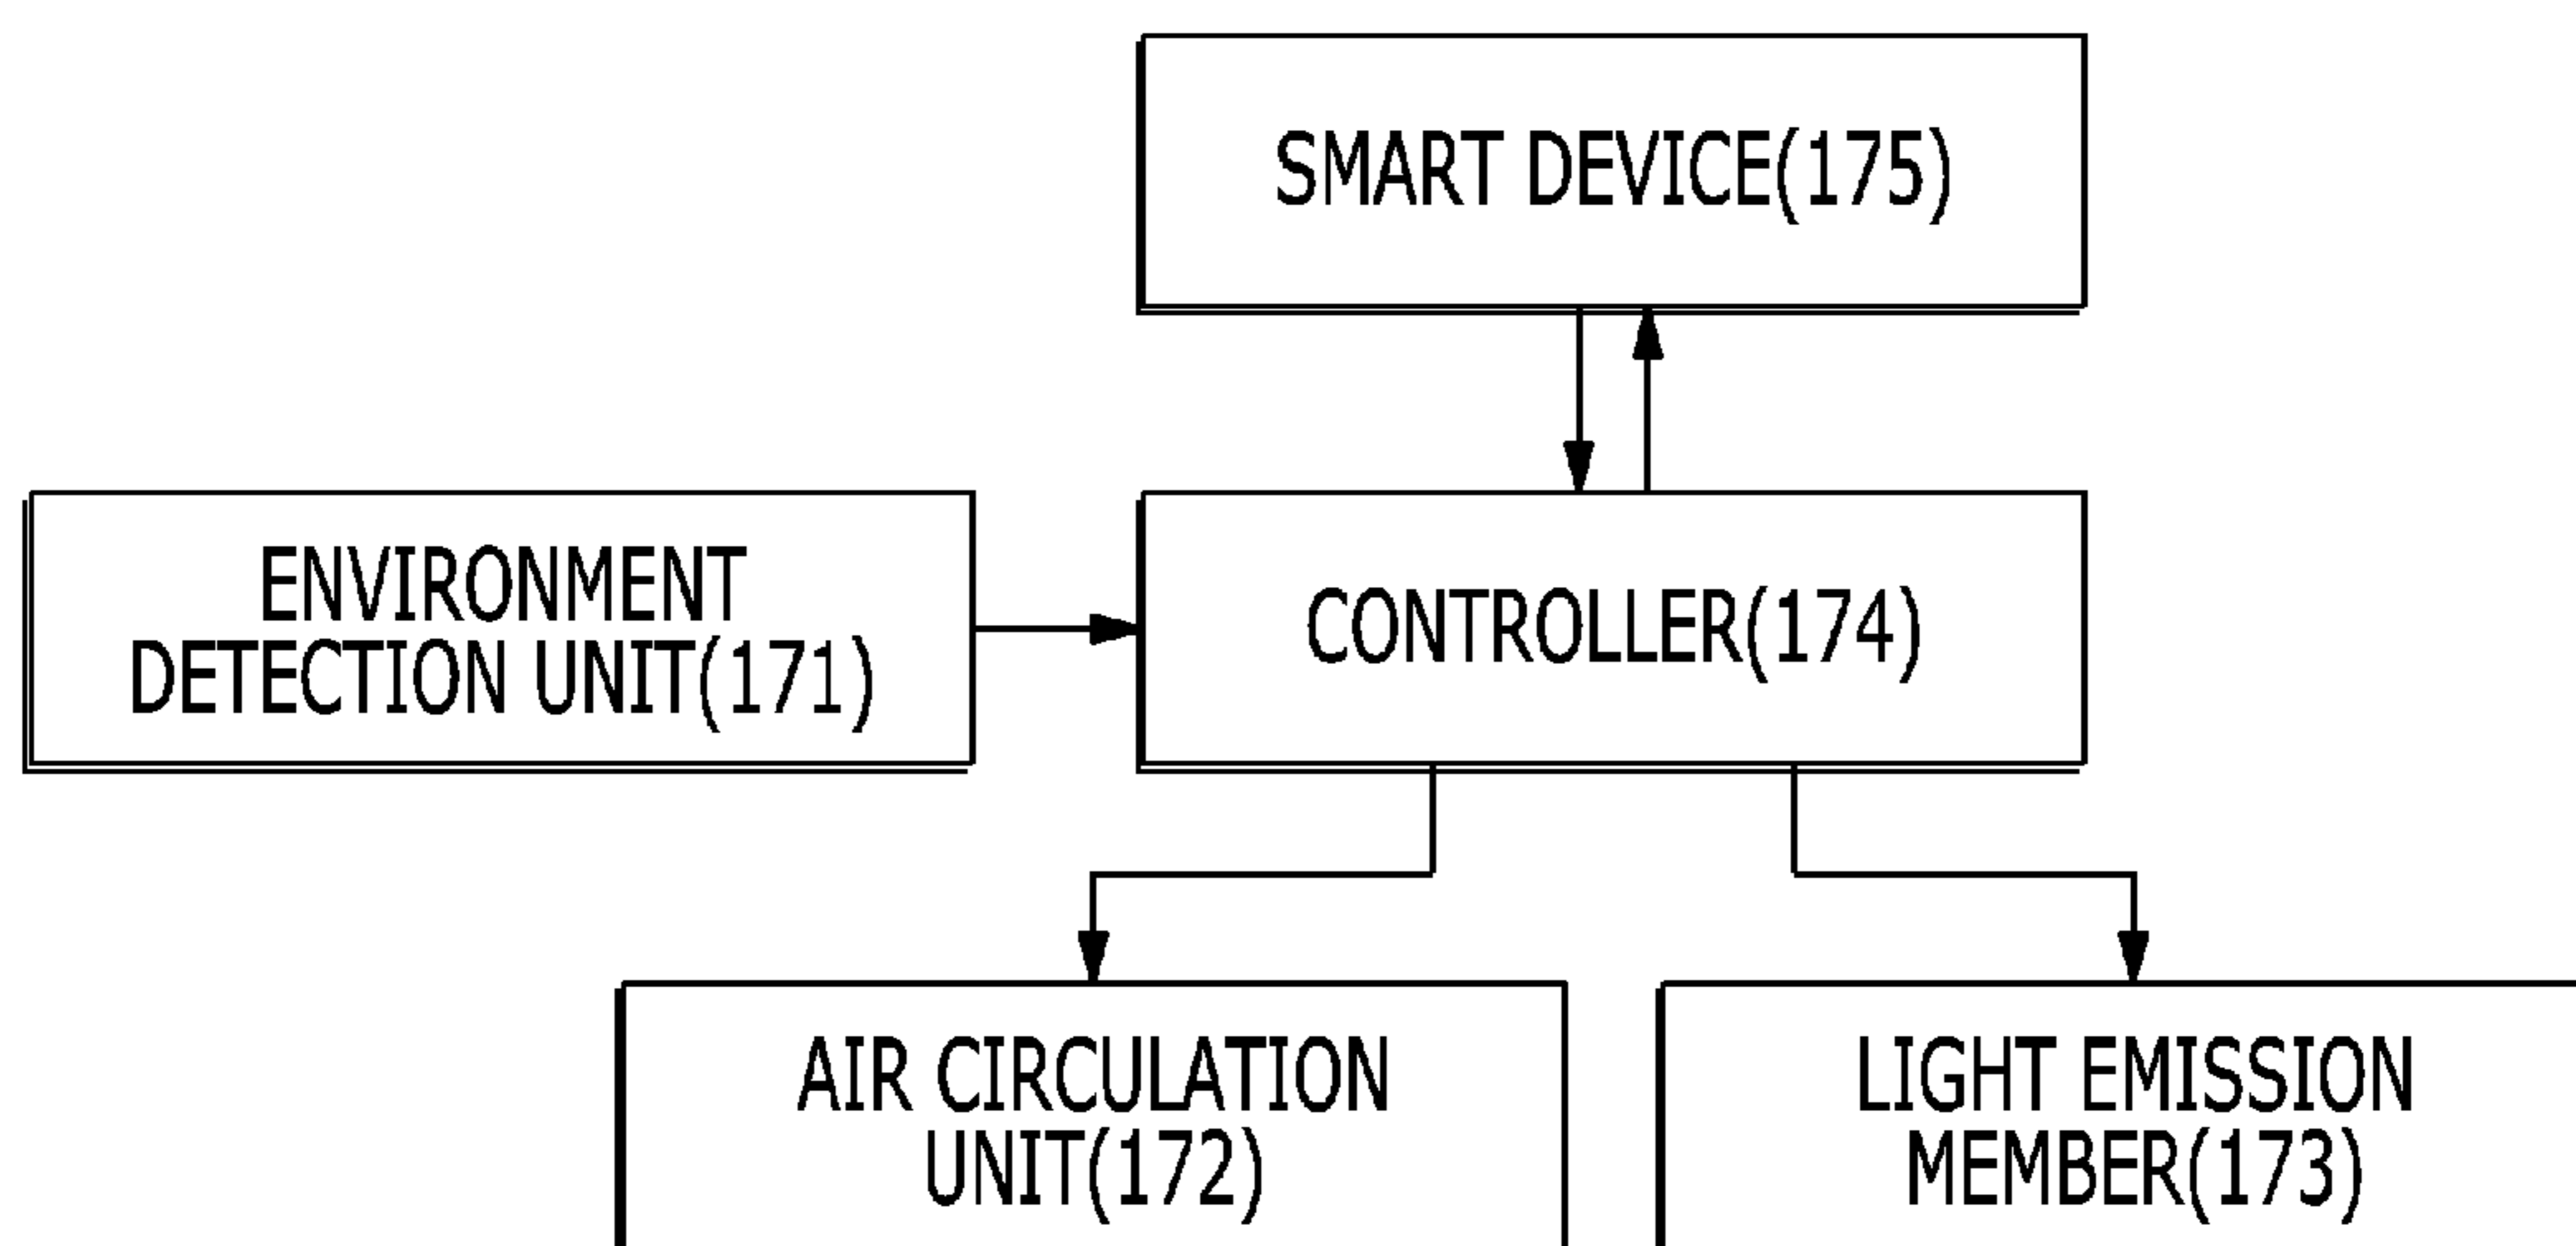 SMART DEVICE(175)
ENVIRONMENT
DETECTION UNIT(171)
CONTROLLER(174)
AIR CIRCULATION
UNIT(172)
LIGHT EMISSION
MEMBER(173)